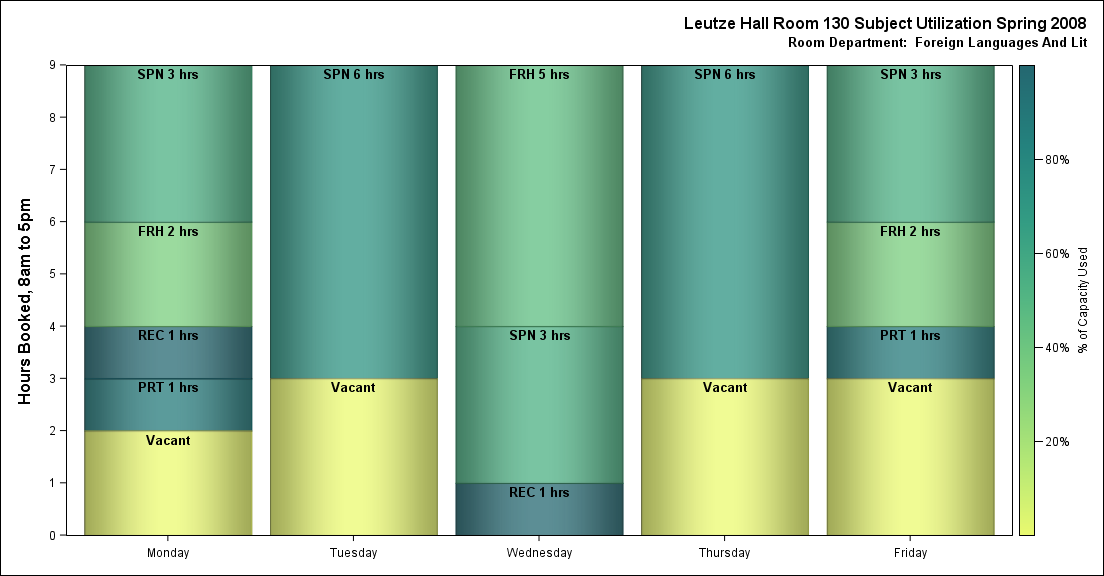 Leutze Hall Room 130 Subject Utilization Spring 2008
Room Department:  Foreign Languages And Lit
Hours Booked, 8am to 5pm
9
8
7
6
5
4
3
2
1
0
SPN 3 hrs
FRH 2 hrs
REC 1 hrs
PRT 1 hrs
Vacant
Monday
SPN 6 hrs
Vacant
Tuesday
FRH 5 hrs
SPN 3 hrs
REC 1 hrs
Wednesday
SPN 6 hrs
Vacant
Thursday
SPN 3 hrs
FRH 2 hrs
PRT 1 hrs
Vacant
Friday
80%
60%
40%
20%
% of Capacity Used